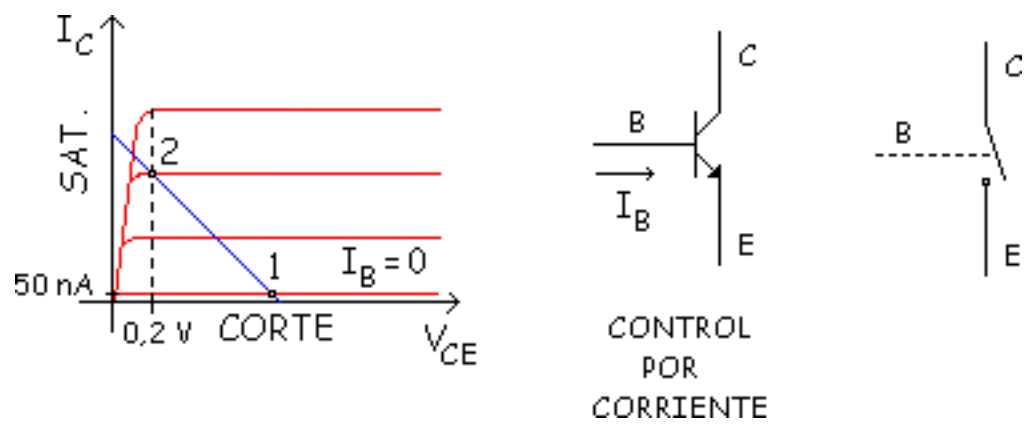 I_C
SAT.
2
1
I_B = 0
50 nA
0,2 V
CORTE
V_CE
C
B
I_B
E
CONTROL
POR
CORRIENTE
C
B
E